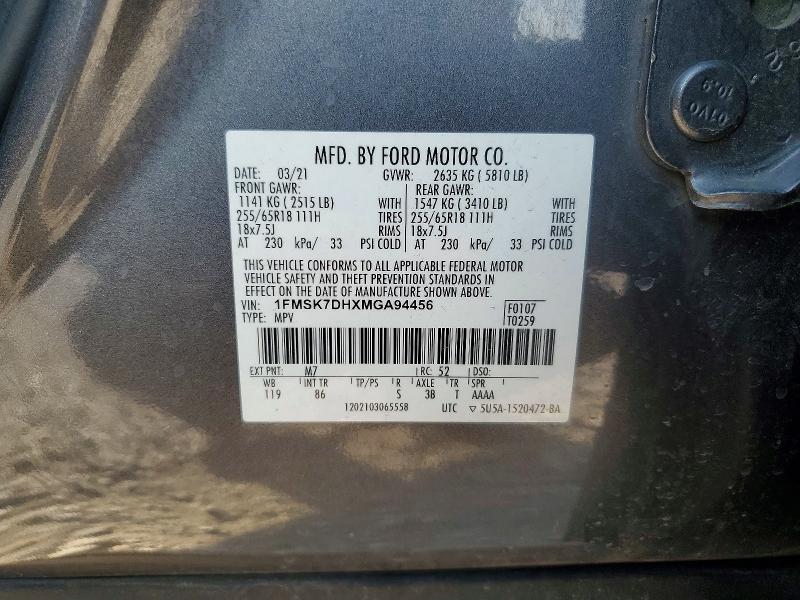 MFD. BY FORD MOTOR CO.
DATE: 03/21 GVWR: 2635 KG ( 5810 LB)
FRONT GAWR: REAR GAWR:
1141 KG ( 2515 LB) WITH 1547 KG ( 3410 LB) WITH
255/65R18 111H TIRES 255/65R18 111H TIRES
18x7.5J RIMS 18x7.5J RIMS
AT 230 kPa/ 33 PSI COLD AT 230 kPa/ 33 PSI COLD
THIS VEHICLE CONFORMS TO ALL APPLICABLE FEDERAL MOTOR
VEHICLE SAFETY AND THEFT PREVENTION STANDARDS IN
EFFECT ON THE DATE OF MANUFACTURE SHOWN ABOVE.
VIN: 1FMSK7DHXMGA94456 F0107
TYPE: MPV T0259
EXT PNT: M7 RC: 52 DSO:
WB INT TR TP/PS R AXLE TR SPR
119 86 S 3B T AAAA
1202103065558 UTC ▽ 5U5A-1520472-BA
01VO
10.9